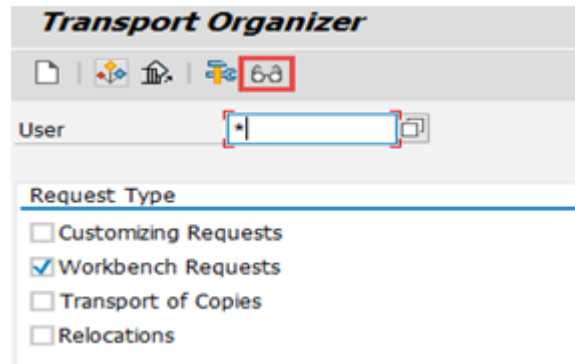 Transport Organizer
User
*
Request Type
Customizing Requests
Workbench Requests
Transport of Copies
Relocations